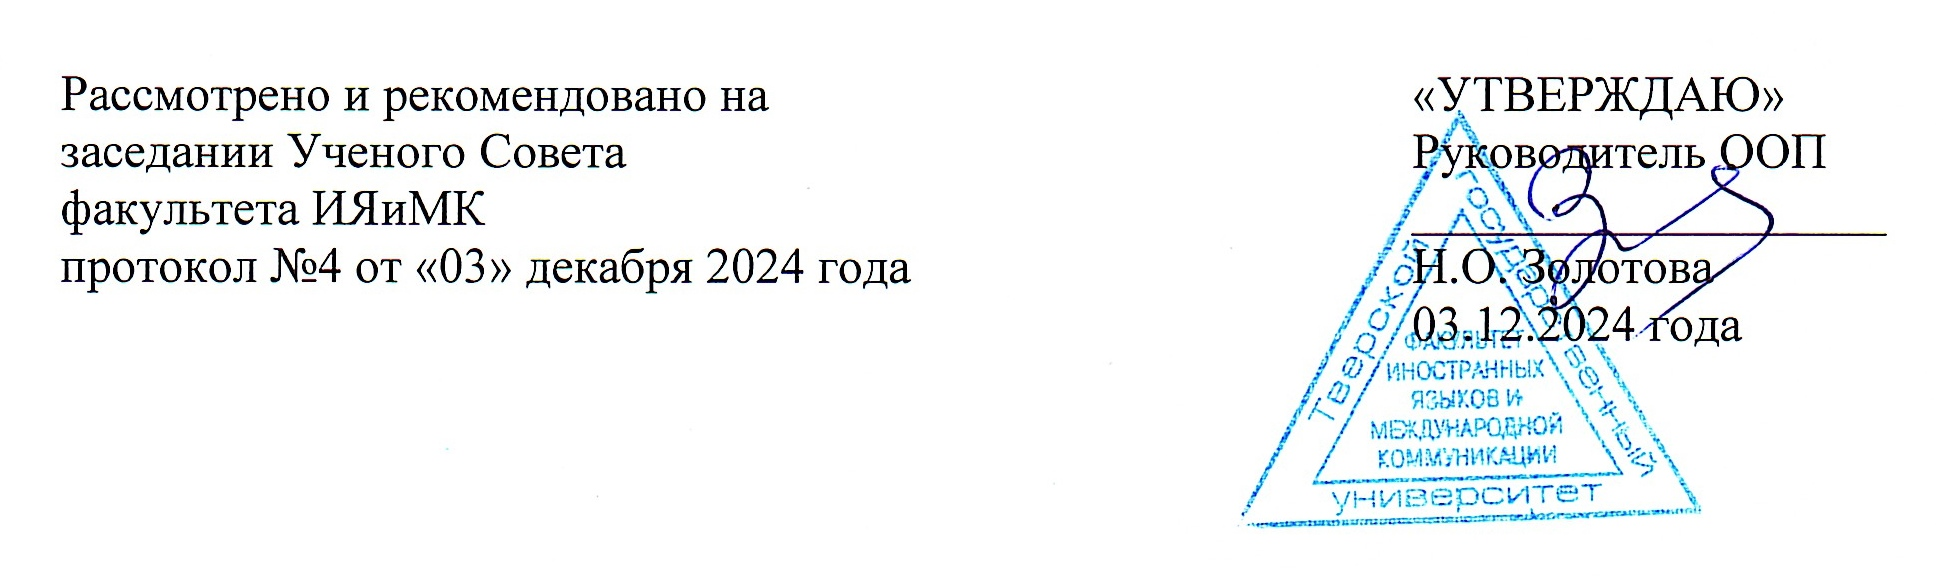 Рассмотрено и рекомендовано на
заседании Ученого Совета
факультета ИЯиМК
протокол №4 от «03» декабря 2024 года
«УТВЕРЖДАЮ»
Руководитель ООП
Н.О. Золотова
03.12.2024 года
Тверской
государственный
университет
ФАКУЛЬТЕТ
ИНОСТРАННЫХ
ЯЗЫКОВ И
МЕЖДУНАРОДНОЙ
КОММУНИКАЦИИ